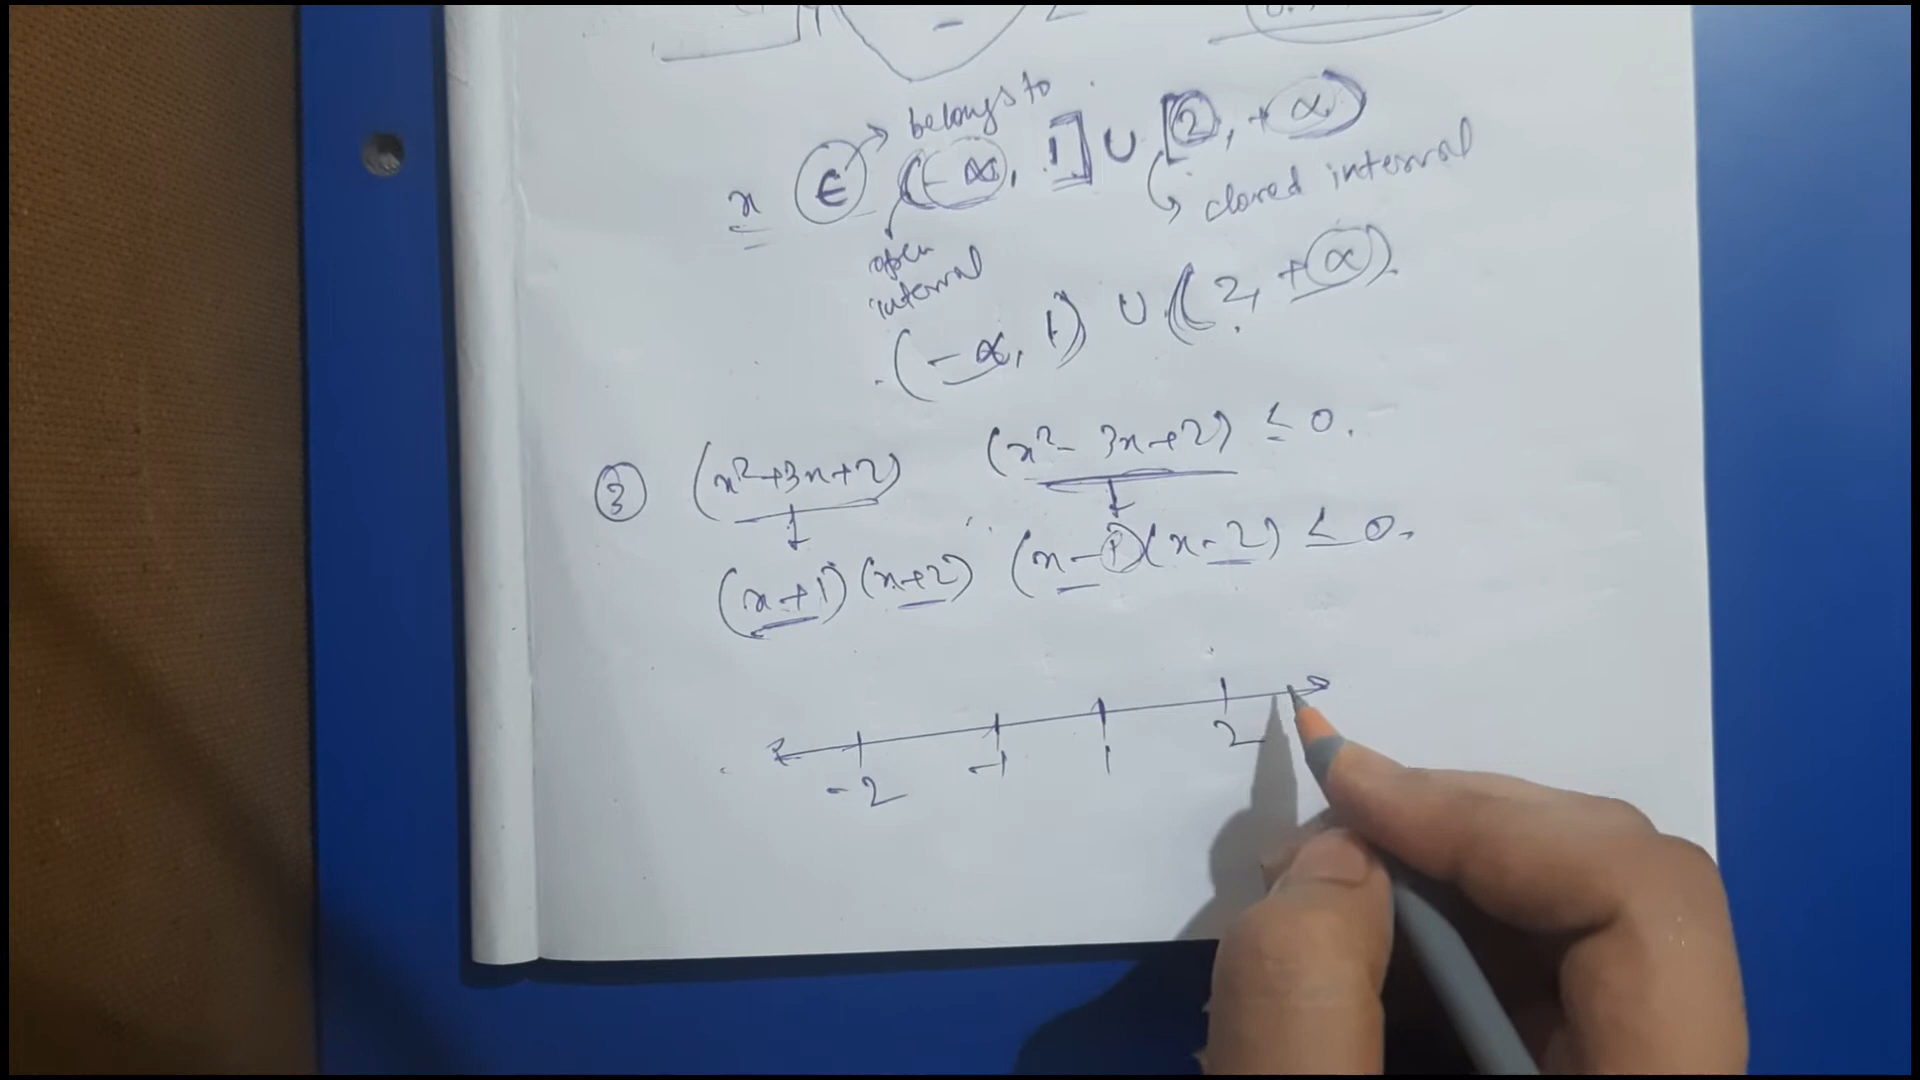 belongs to
x ∈ (-∞, 1] ∪ [2, +∞)
open interval
closed interval
(-∞, 1) ∪ (2, +∞)
③ (x²+3x+2) (x²-3x+2) ≤ 0.
(x+1)(x+2) (x-1)(x-2) ≤ 0.
-2 -1 1 2